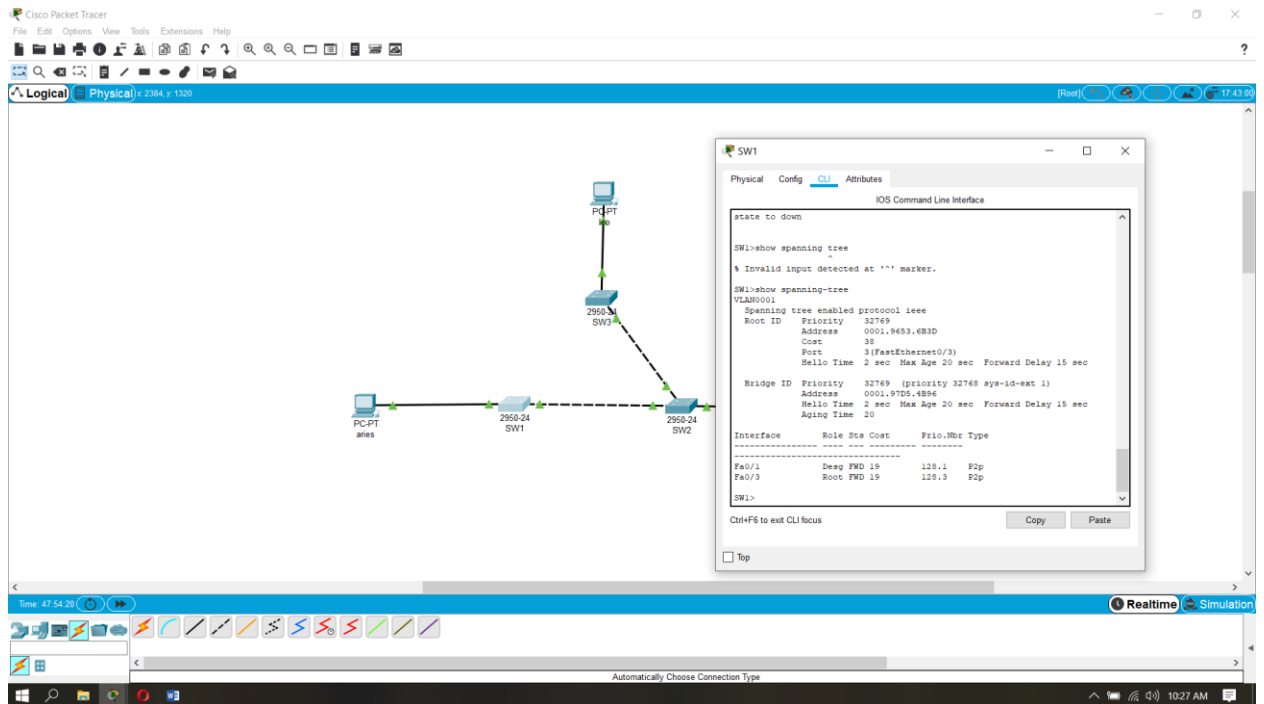 Cisco Packet Tracer
File Edit Options View Tools Extensions Help
?
Logical Physical x: 2384, y: 1320 [Root] 17:43:00
SW1
Physical Config CLI Attributes
IOS Command Line Interface
state to down
SW1>show spanning tree
^
% Invalid input detected at '^' marker.
SW1>show spanning-tree
VLAN0001
Spanning tree enabled protocol ieee
Root ID Priority 32769
Address 0001.9653.6B3D
Cost 38
Port 3(FastEthernet0/3)
Hello Time 2 sec Max Age 20 sec Forward Delay 15 sec
Bridge ID Priority 32769 (priority 32768 sys-id-ext 1)
Address 0001.97D5.4B96
Hello Time 2 sec Max Age 20 sec Forward Delay 15 sec
Aging Time 20
Interface Role Sts Cost Prio.Nbr Type
---------------- ---- --- --------- -------- --------------------------------
Fa0/1 Desg FWD 19 128.1 P2p
Fa0/3 Root FWD 19 128.3 P2p
SW1>
Ctrl+F6 to exit CLI focus Copy Paste
Top
PC-PT
2950-24
SW3
PC-PT
aries
2950-24
SW1
2950-24
SW2
Time: 47:54:20 Realtime Simulation
Automatically Choose Connection Type
10:27 AM